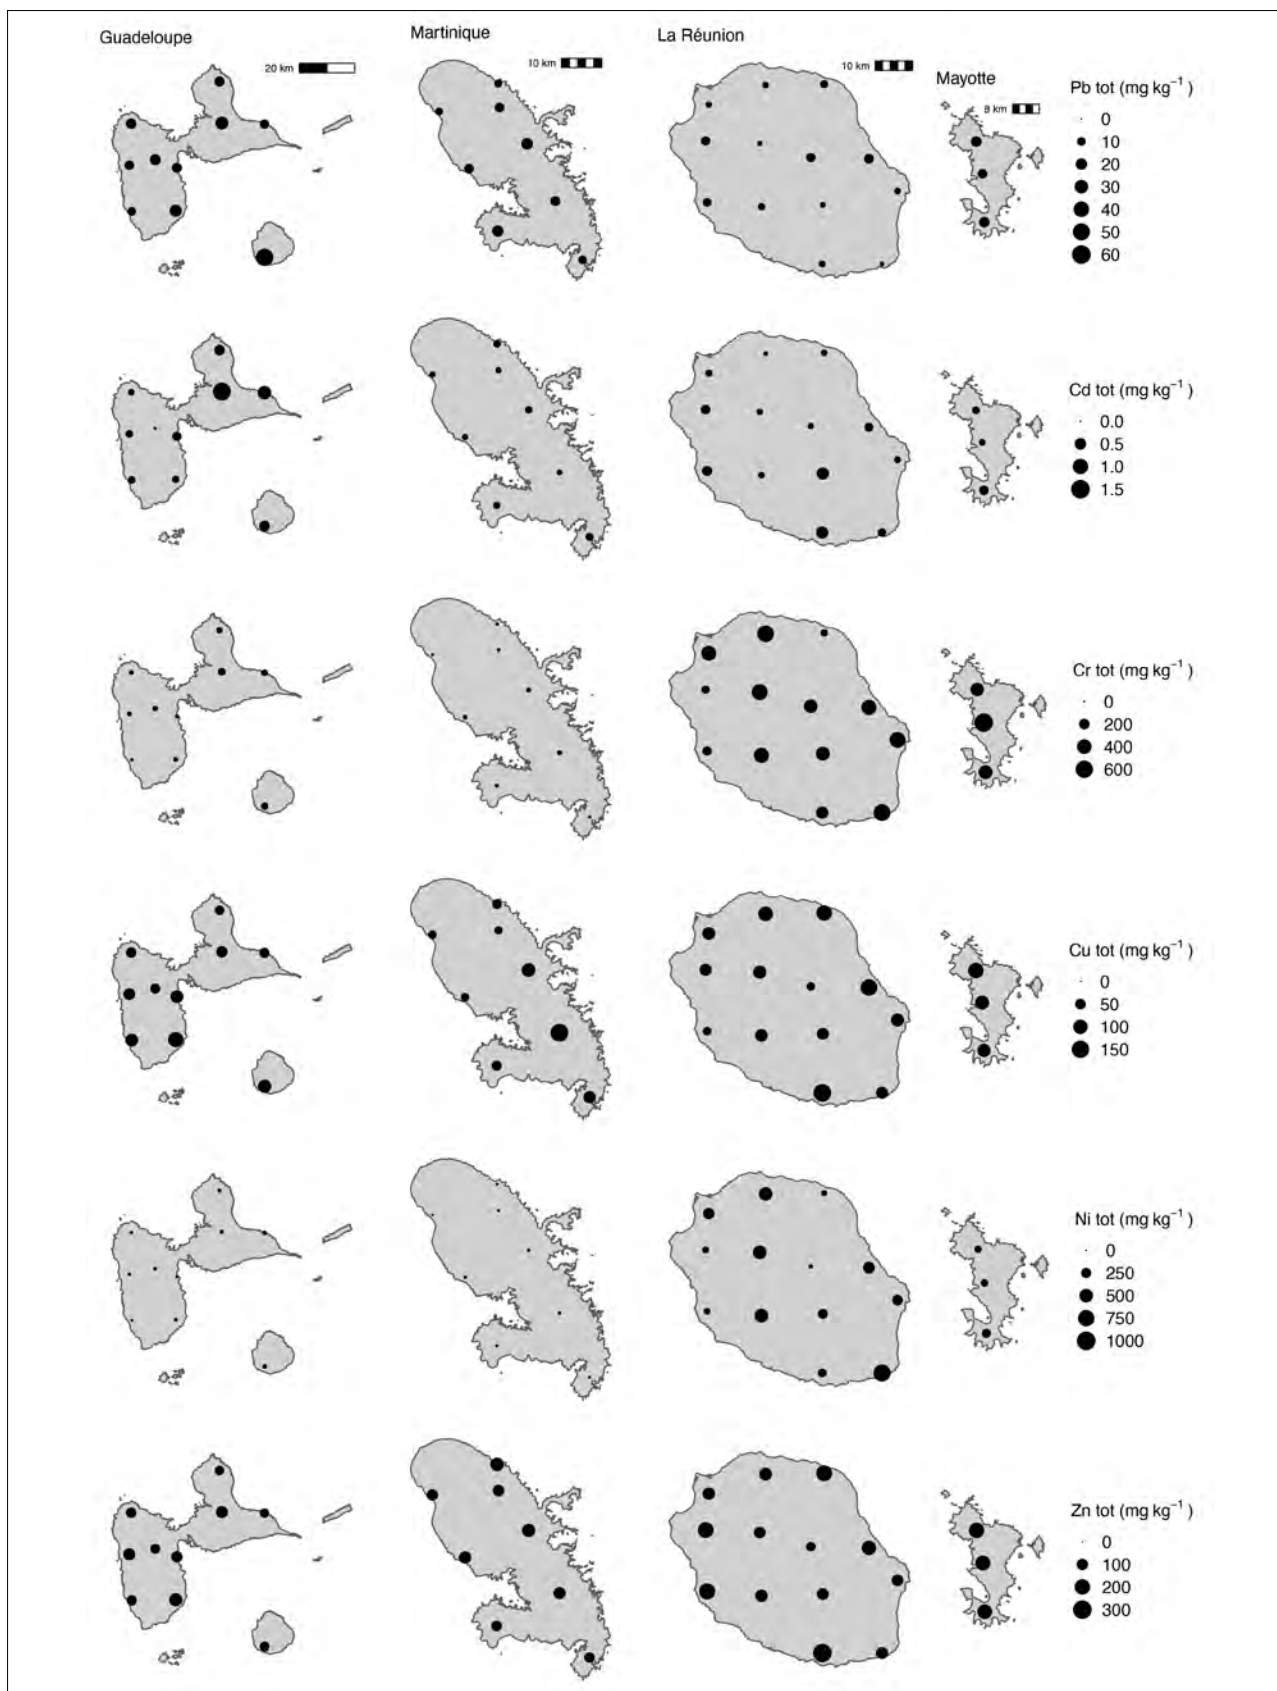 Guadeloupe
20 km
Martinique
10 km
La Réunion
10 km
Mayotte
8 km
Pb tot (mg kg⁻¹)
0
10
20
30
40
50
60
Cd tot (mg kg⁻¹)
0.0
0.5
1.0
1.5
Cr tot (mg kg⁻¹)
0
200
400
600
Cu tot (mg kg⁻¹)
0
50
100
150
Ni tot (mg kg⁻¹)
0
250
500
750
1000
Zn tot (mg kg⁻¹)
0
100
200
300